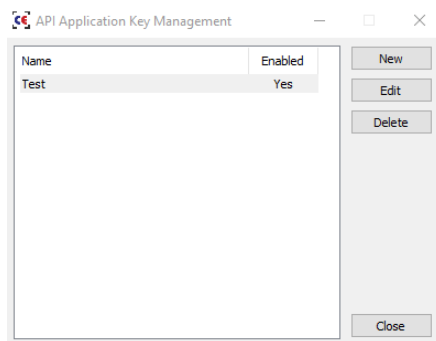 API Application Key Management
Name Enabled
Test Yes
New
Edit
Delete
Close